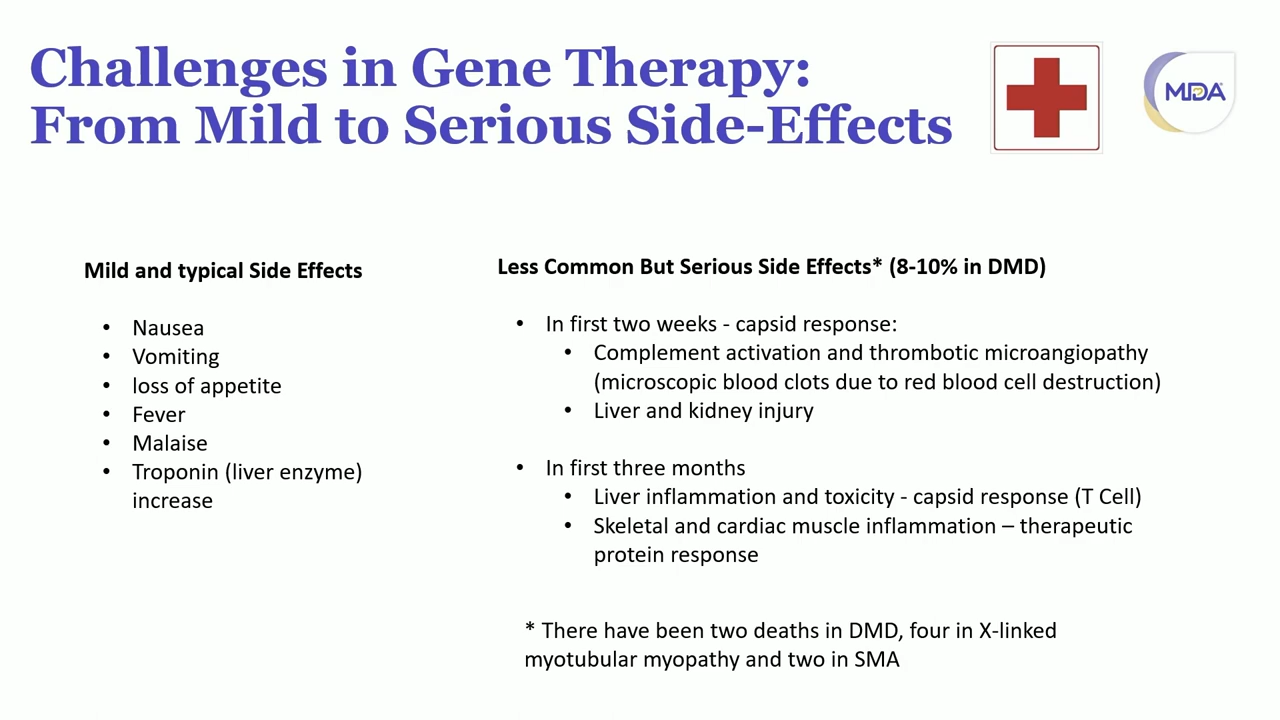 Challenges in Gene Therapy:
From Mild to Serious Side-Effects
MDA
Mild and typical Side Effects
• Nausea
• Vomiting
• loss of appetite
• Fever
• Malaise
• Troponin (liver enzyme)
increase
Less Common But Serious Side Effects* (8-10% in DMD)
• In first two weeks - capsid response:
• Complement activation and thrombotic microangiopathy
(microscopic blood clots due to red blood cell destruction)
• Liver and kidney injury
• In first three months
• Liver inflammation and toxicity - capsid response (T Cell)
• Skeletal and cardiac muscle inflammation – therapeutic
protein response
* There have been two deaths in DMD, four in X-linked
myotubular myopathy and two in SMA